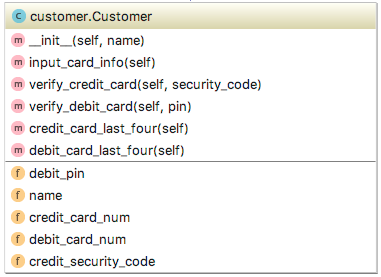 C customer.Customer
m __init__(self, name)
m input_card_info(self)
m verify_credit_card(self, security_code)
m verify_debit_card(self, pin)
m credit_card_last_four(self)
m debit_card_last_four(self)
f debit_pin
f name
f credit_card_num
f debit_card_num
f credit_security_code